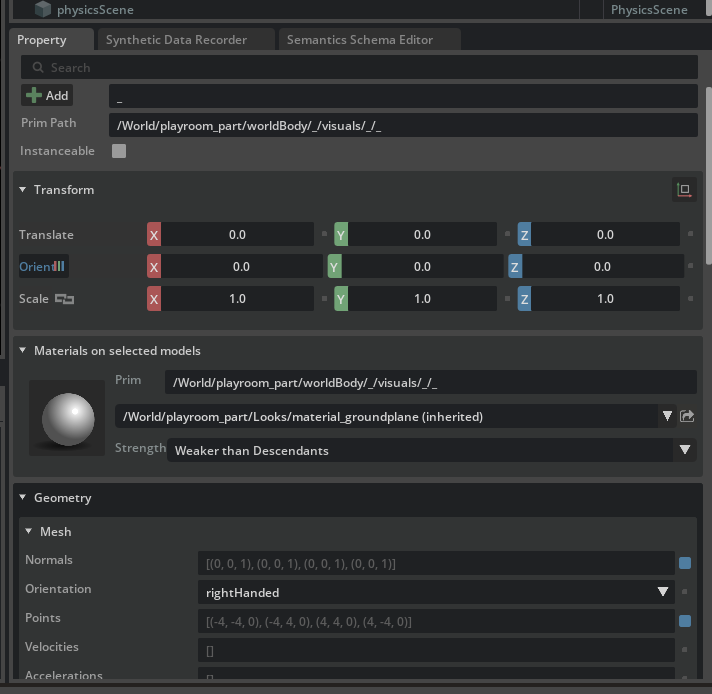 physicsScene PhysicsScene
Property Synthetic Data Recorder Semantics Schema Editor
Search
Add _
Prim Path /World/playroom_part/worldBody/_/visuals/_/_
Instanceable
Transform
Translate X 0.0 Y 0.0 Z 0.0
Orient X 0.0 Y 0.0 Z 0.0
Scale X 1.0 Y 1.0 Z 1.0
Materials on selected models
Prim /World/playroom_part/worldBody/_/visuals/_/_
/World/playroom_part/Looks/material_groundplane (inherited)
Strength Weaker than Descendants
Geometry
Mesh
Normals [(0, 0, 1), (0, 0, 1), (0, 0, 1), (0, 0, 1)]
Orientation rightHanded
Points [(-4, -4, 0), (-4, 4, 0), (4, 4, 0), (4, -4, 0)]
Velocities []
Accelerations []